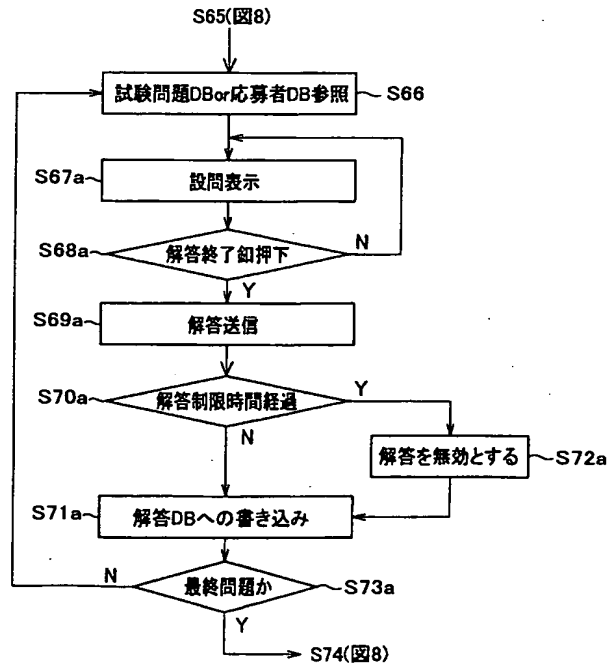 S65(図8)
試験問題DBor応募者DB参照
S66
S67a
設問表示
S68a
解答終了釦押下
N
Y
S69a
解答送信
S70a
解答制限時間経過
Y
N
解答を無効とする
S72a
S71a
解答DBへの書き込み
N
最終問題か
S73a
Y
S74(図8)